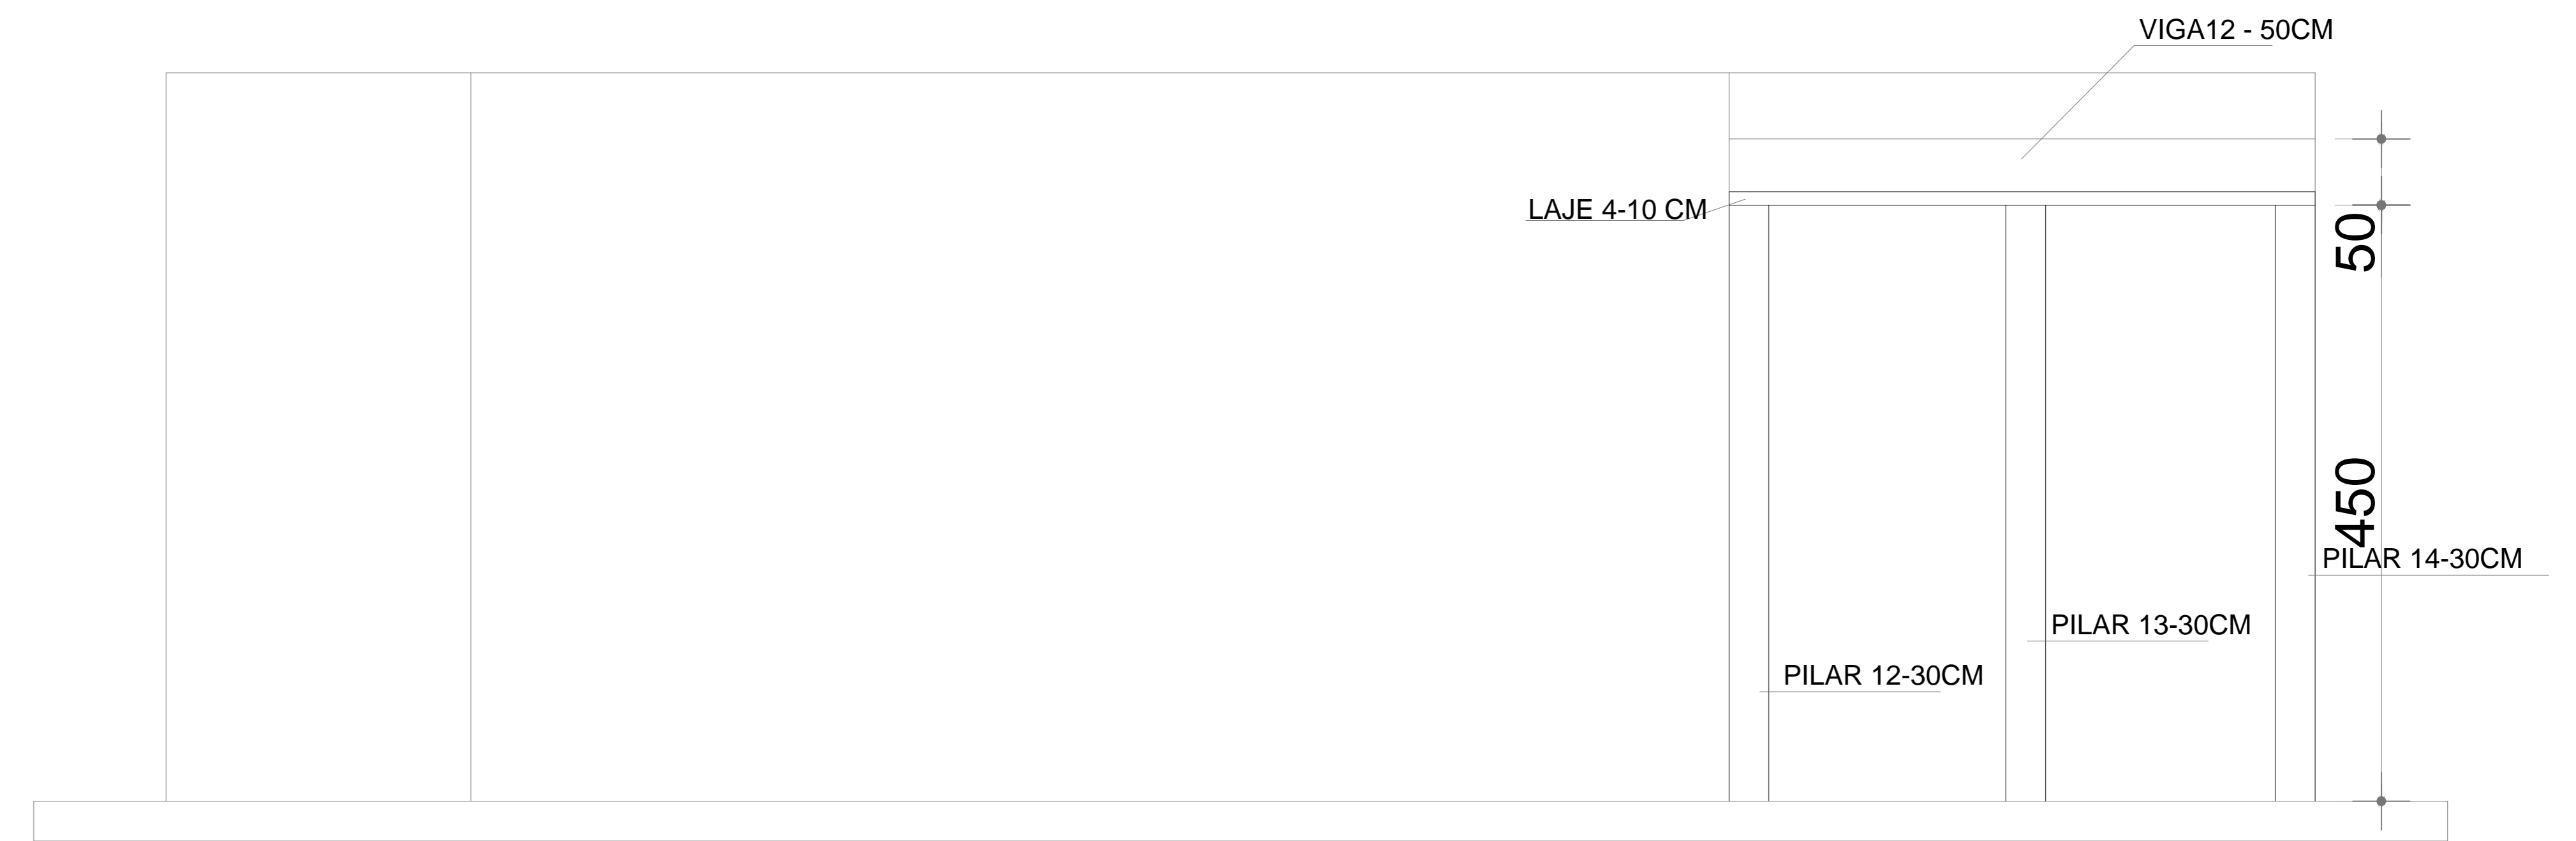 VIGA12 - 50CM
LAJE 4-10 CM
50
450
PILAR 14-30CM
PILAR 13-30CM
PILAR 12-30CM